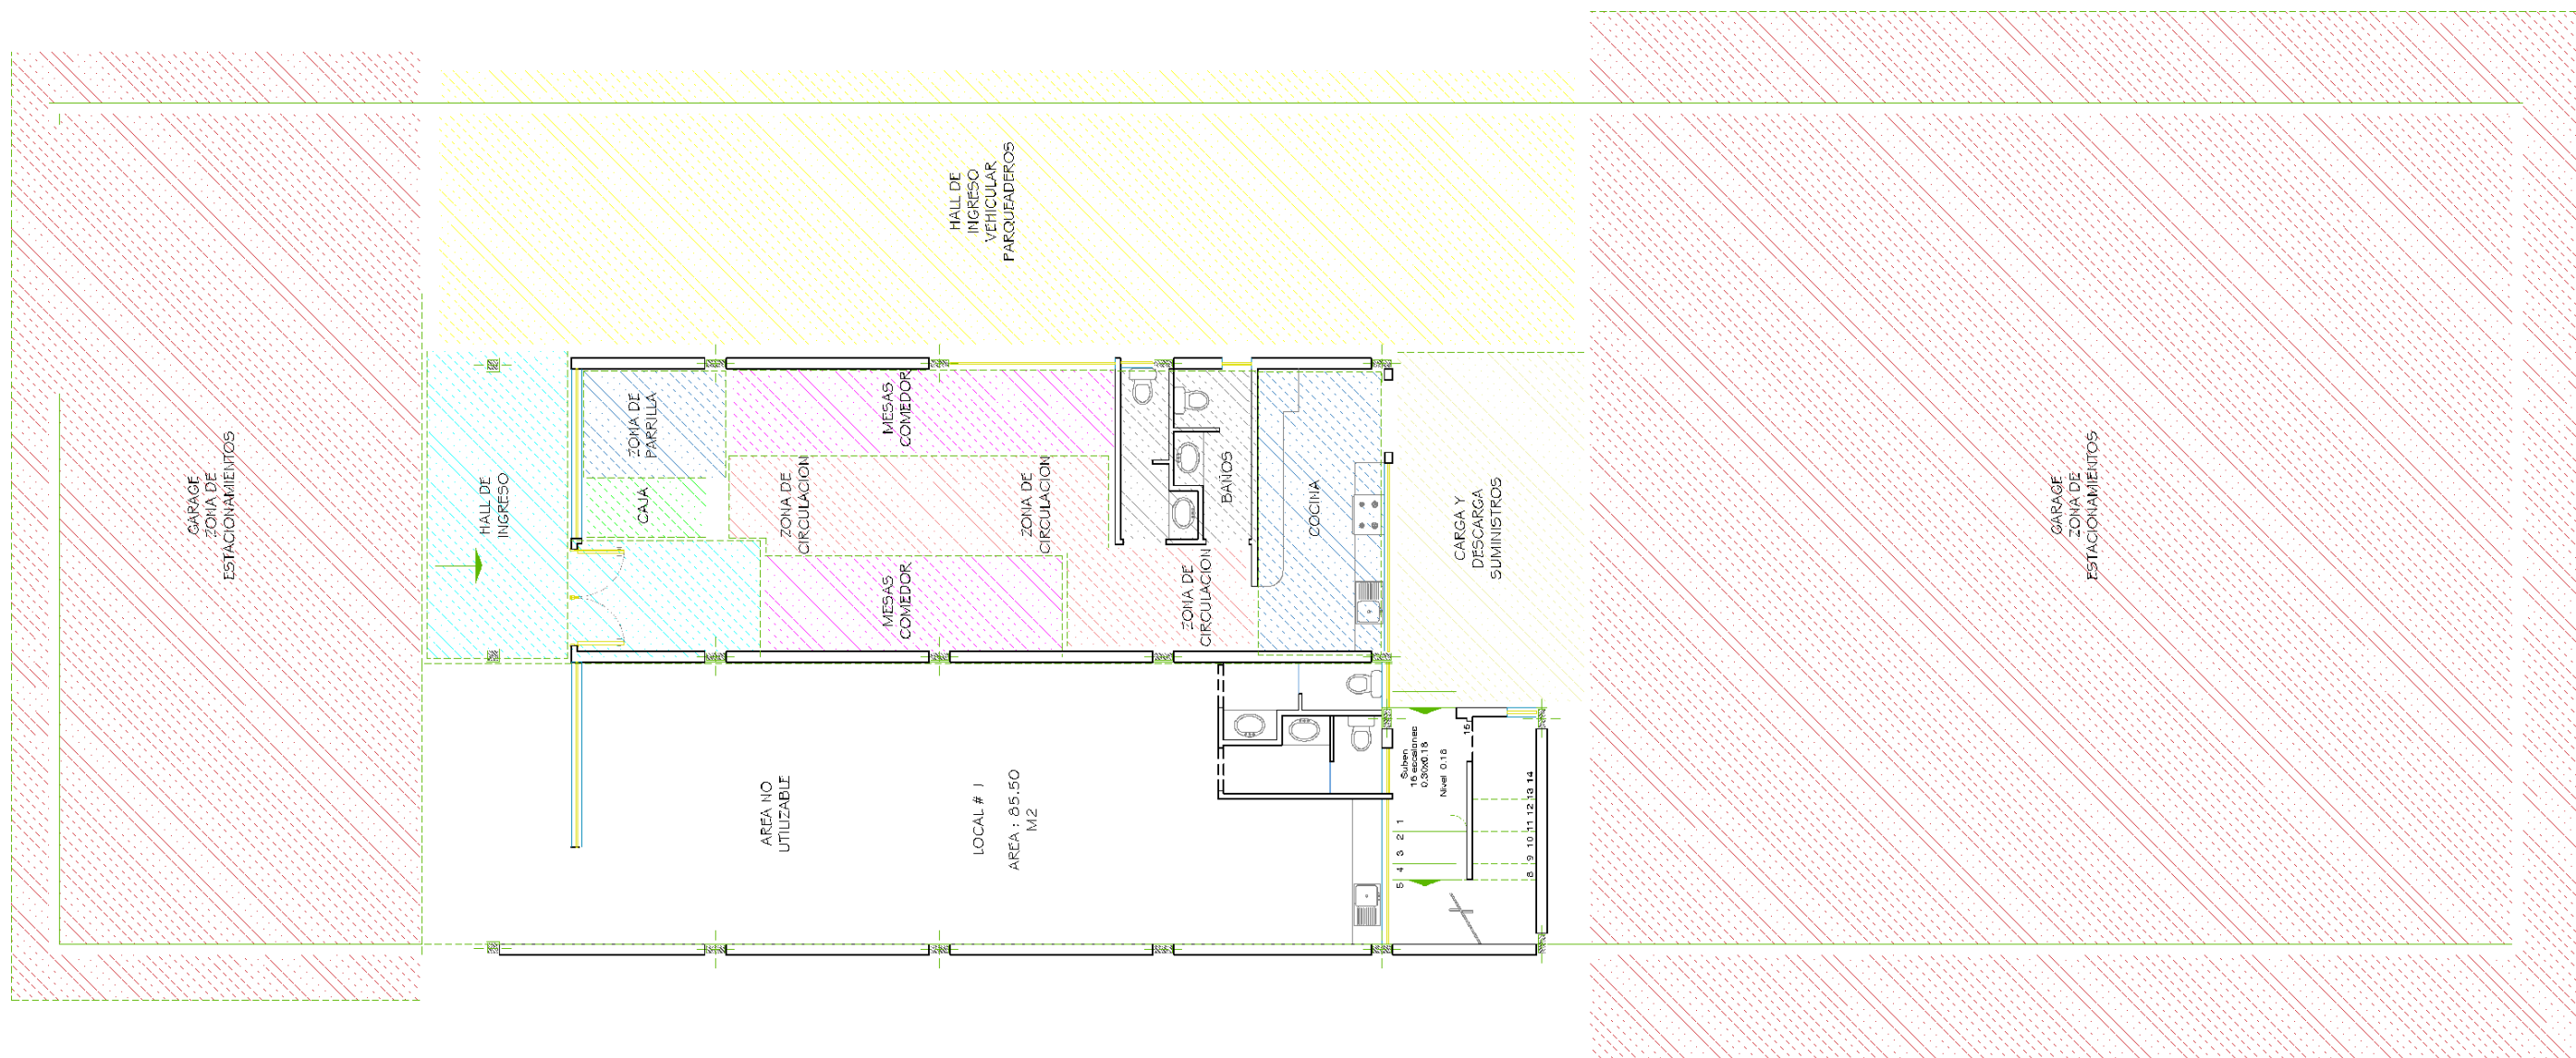 GARAGE
ZONA DE
ESTACIONAMIENTOS
HALL DE
INGRESO
VEHICULAR
PARQUEADEROS
HALL DE
INGRESO
ZONA DE
PARRILLA
CAJA
MESAS
COMEDOR
ZONA DE
CIRCULACION
ZONA DE
CIRCULACION
MESAS
COMEDOR
ZONA DE
CIRCULACION
BANOS
COCINA
CARGA Y
DESCARGA
SUMINISTROS
GARAGE
ZONA DE
ESTACIONAMIENTOS
AREA NO
UTILIZABLE
LOCAL # 1
AREA : 85.50
M2
Suben
16 escalones
0.30x0.18
Nivel 0.18
15
5 4 3 2 1
8 9 10 11 12 13 14